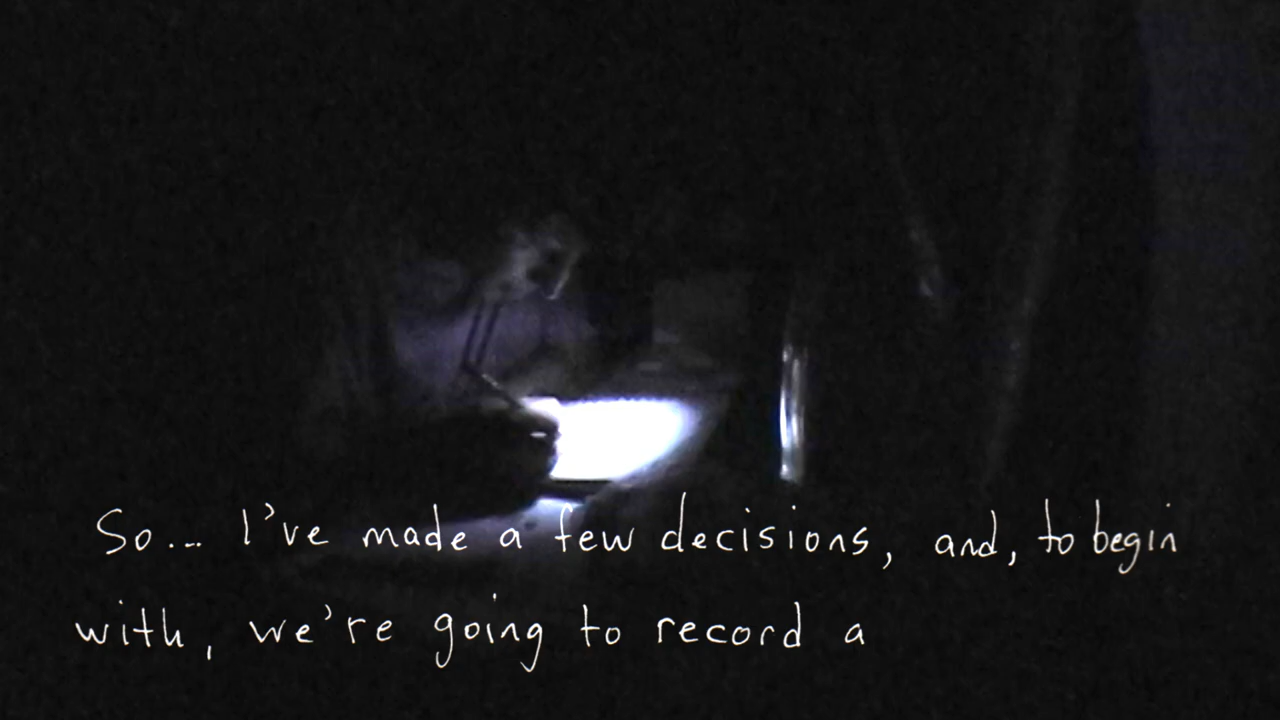 So... I've made a few decisions, and, to begin
with, we're going to record a